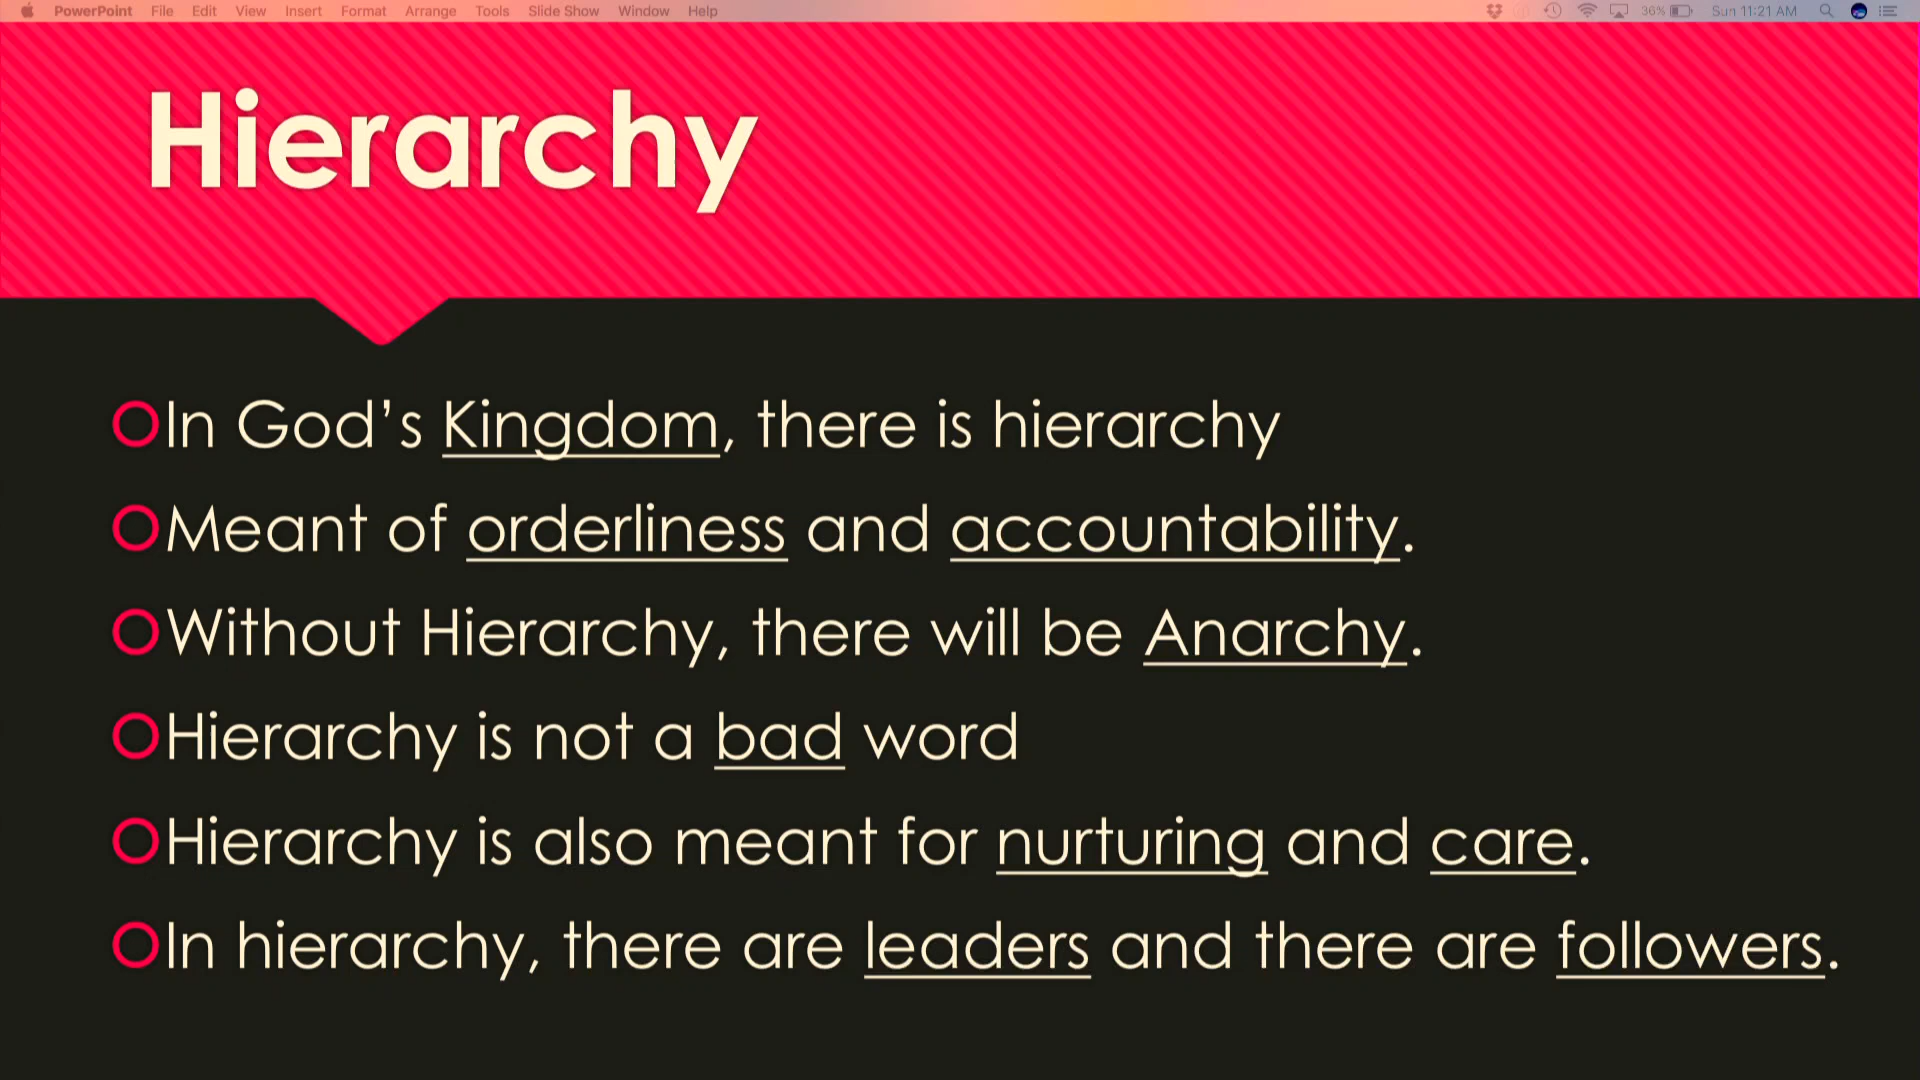 PowerPoint File Edit View Insert Format Arrange Tools Slide Show Window Help 36% Sun 11:21 AM
Hierarchy
In God’s Kingdom, there is hierarchy
Meant of orderliness and accountability.
Without Hierarchy, there will be Anarchy.
Hierarchy is not a bad word
Hierarchy is also meant for nurturing and care.
In hierarchy, there are leaders and there are followers.